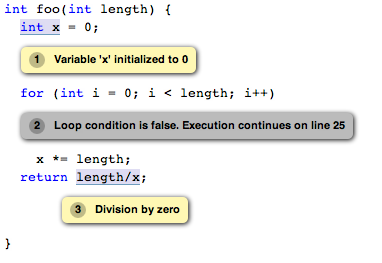 int foo(int length) {
int x = 0;
1 Variable 'x' initialized to 0
for (int i = 0; i < length; i++)
2 Loop condition is false. Execution continues on line 25
x *= length;
return length/x;
3 Division by zero
}